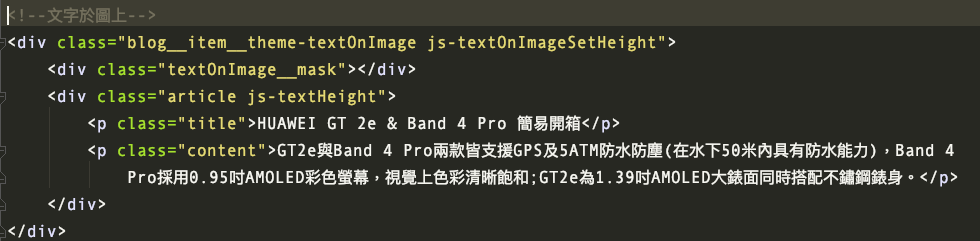 <!--文字於圖上-->
<div class="blog__item__theme-textOnImage js-textOnImageSetHeight">
<div class="textOnImage__mask"></div>
<div class="article js-textHeight">
<p class="title">HUAWEI GT 2e & Band 4 Pro 簡易開箱</p>
<p class="content">GT2e與Band 4 Pro兩款皆支援GPS及5ATM防水防塵(在水下50米內具有防水能力)，Band 4
Pro採用0.95吋AMOLED彩色螢幕，視覺上色彩清晰飽和;GT2e為1.39吋AMOLED大錶面同時搭配不鏽鋼錶身。</p>
</div>
</div>